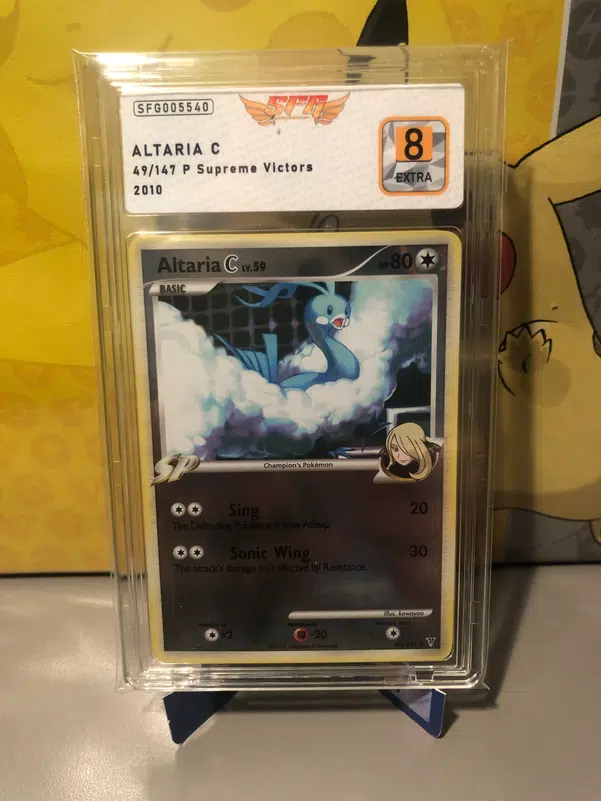 SFG005540
SFG
ALTARIA C
49/147 P Supreme Victors
2010
8
EXTRA
Altaria C LV.59
HP80
BASIC
SP
Champion's Pokémon
Sing 20
The Defending Pokémon is now Asleep.
Sonic Wing 30
This attack's damage isn't affected by Resistance.
Illus. kawayoo
×2
-20